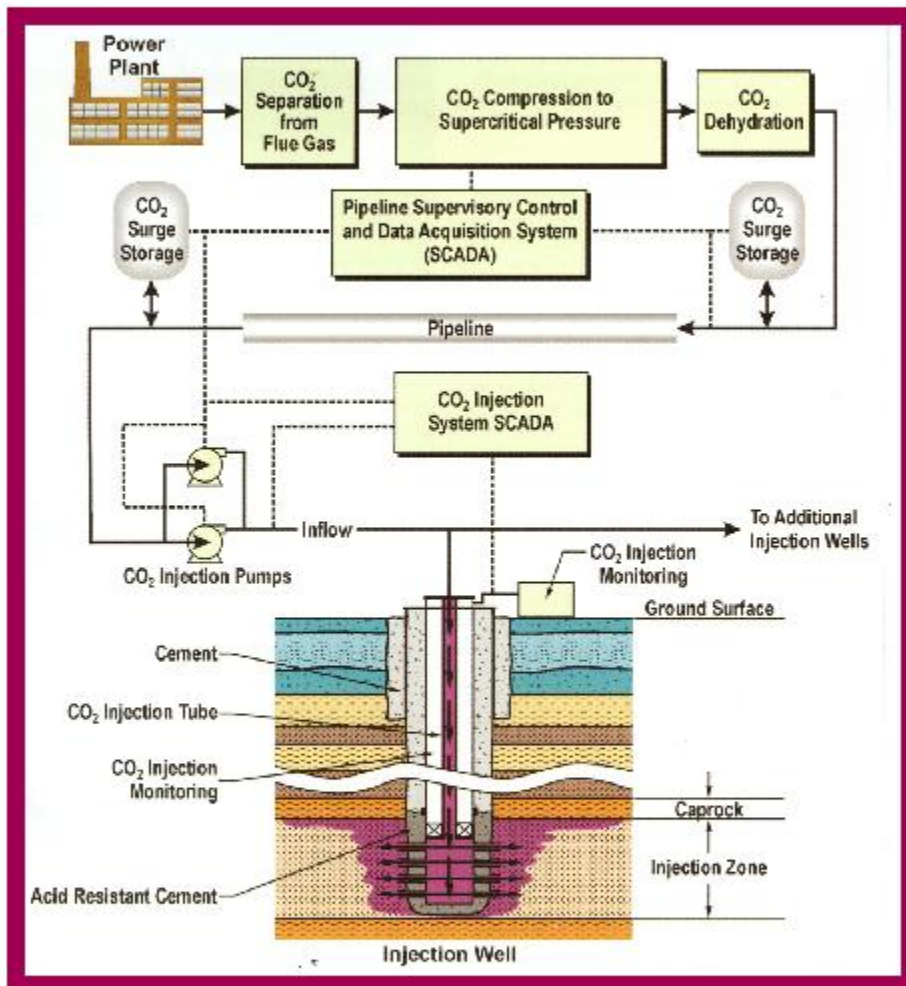 Power
Plant
CO₂
Separation
from
Flue Gas
CO₂ Compression to
Supercritical Pressure
CO₂
Dehydration
CO₂
Surge
Storage
Pipeline Supervisory Control
and Data Acquisition System
(SCADA)
CO₂
Surge
Storage
Pipeline
CO₂ Injection
System SCADA
Inflow
To Additional
Injection Wells
CO₂ Injection Pumps
CO₂ Injection
Monitoring
Ground Surface
Cement
CO₂ Injection Tube
CO₂ Injection
Monitoring
Caprock
Injection Zone
Acid Resistant Cement
Injection Well